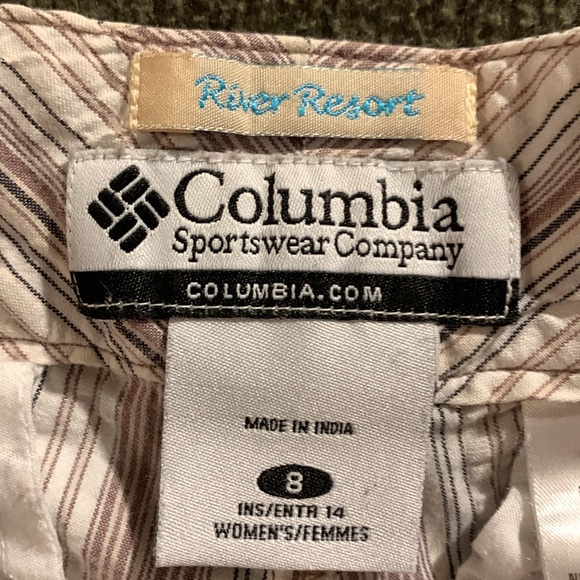 River Resort
Columbia
Sportswear Company
COLUMBIA.COM
MADE IN INDIA
8
INS/ENTR 14
WOMEN'S/FEMMES